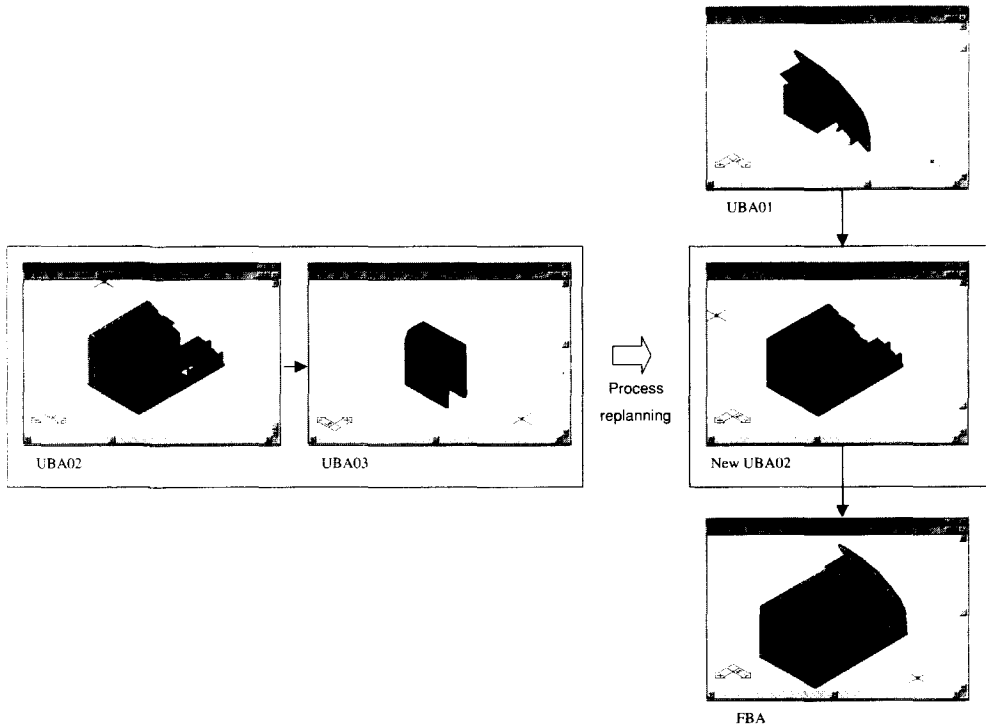 UBA01
UBA02
UBA03
Process
replanning
New UBA02
FBA